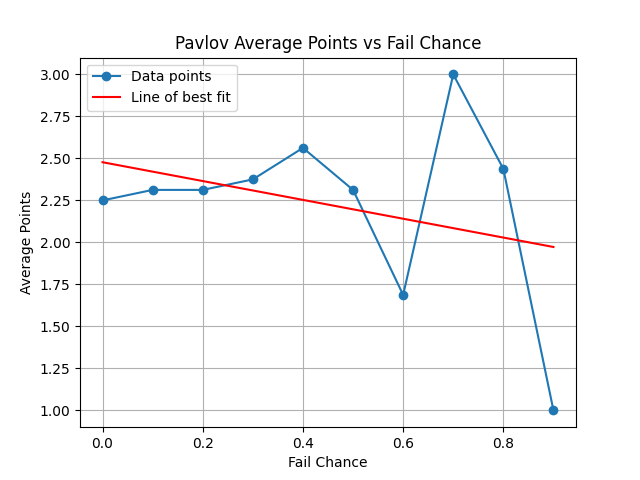 Pavlov Average Points vs Fail Chance
Data points
Line of best fit
3.00
2.75
2.50
2.25
2.00
1.75
1.50
1.25
1.00
Average Points
0.0 0.2 0.4 0.6 0.8
Fail Chance